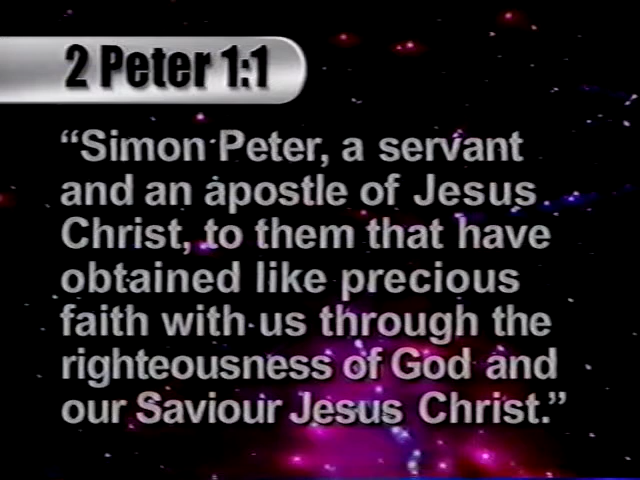 2 Peter 1:1
“Simon Peter, a servant
and an apostle of Jesus
Christ, to them that have
obtained like precious
faith with us through the
righteousness of God and
our Saviour Jesus Christ.”